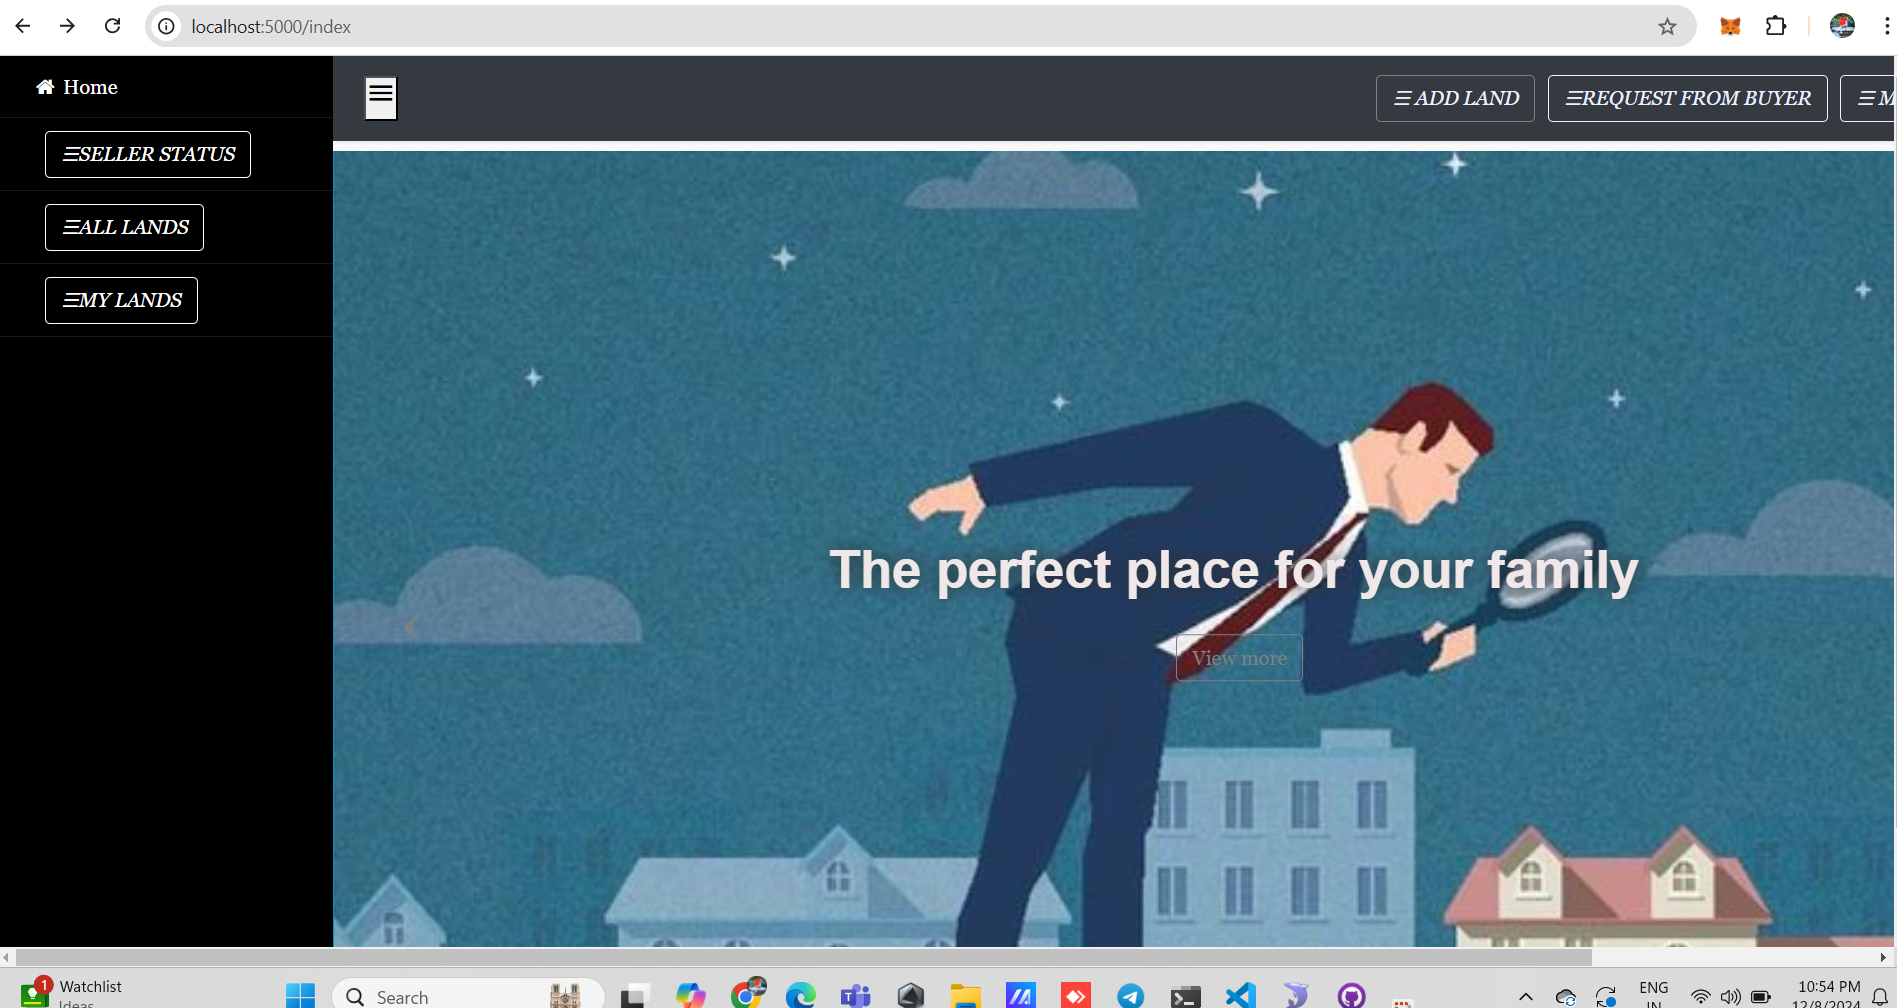 localhost:5000/index
Home
SELLER STATUS
ALL LANDS
MY LANDS
ADD LAND
REQUEST FROM BUYER
M
The perfect place for your family
View more
1
Watchlist
Ideas
Search
ENG
IN
10:54 PM
12/8/2024